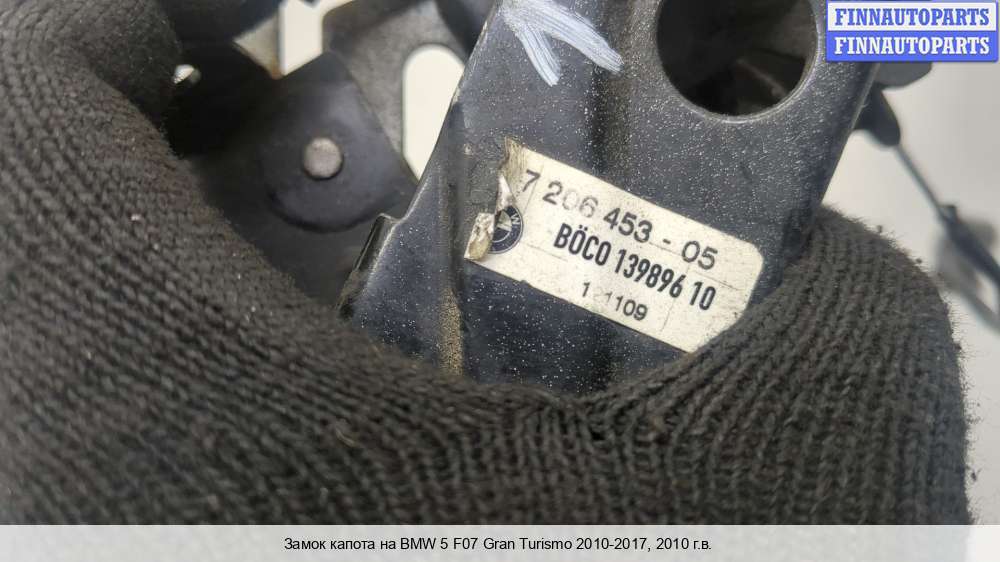 FINNAUTOPARTS
FINNAUTOPARTS
7 206 453 - 05
BÖCO 139896 10
1109
Замок капота на BMW 5 F07 Gran Turismo 2010-2017, 2010 г.в.